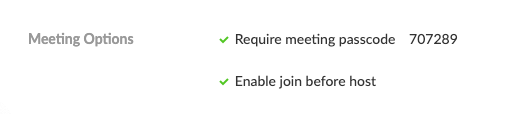 Meeting Options
Require meeting passcode 707289
Enable join before host